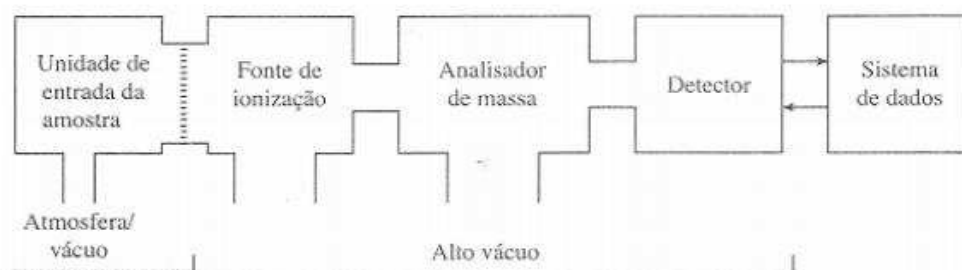 Unidade de
entrada da
amostra
Fonte de
ionização
Analisador
de massa
Detector
Sistema
de dados
Atmosfera/
vácuo
Alto vácuo